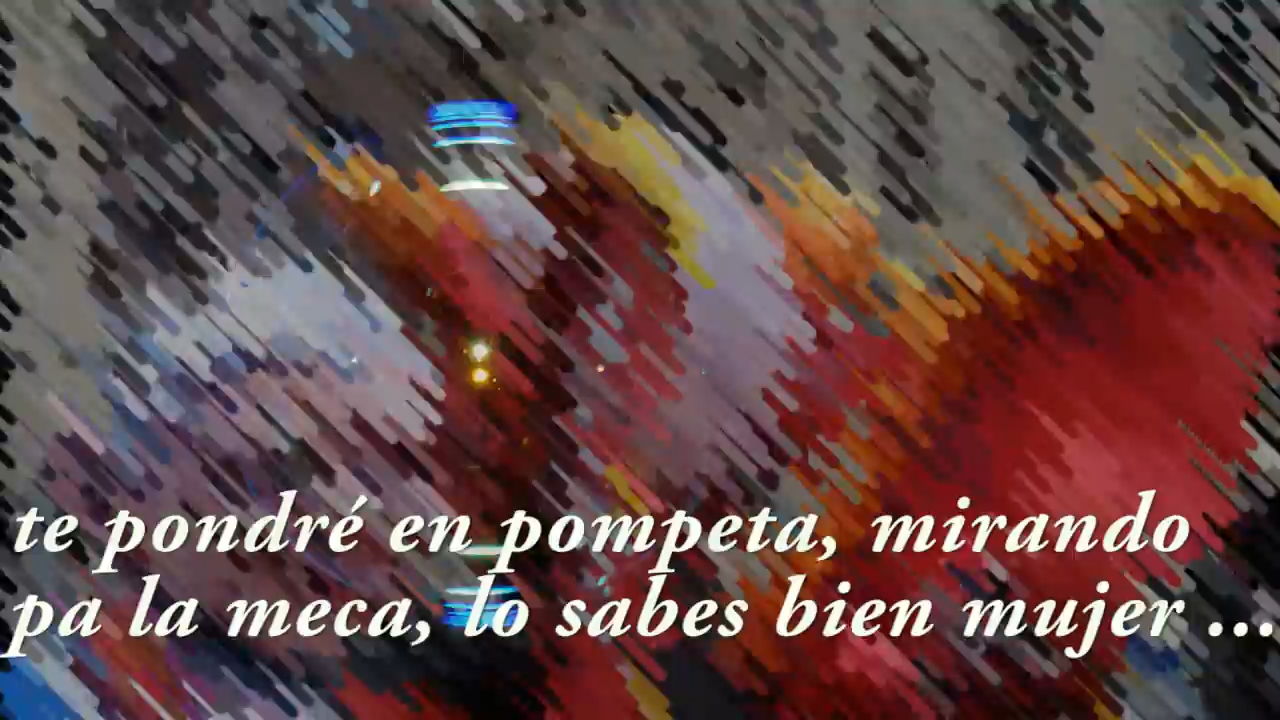 te pondré en pompeta, mirando
pa la meca, lo sabes bien mujer ...